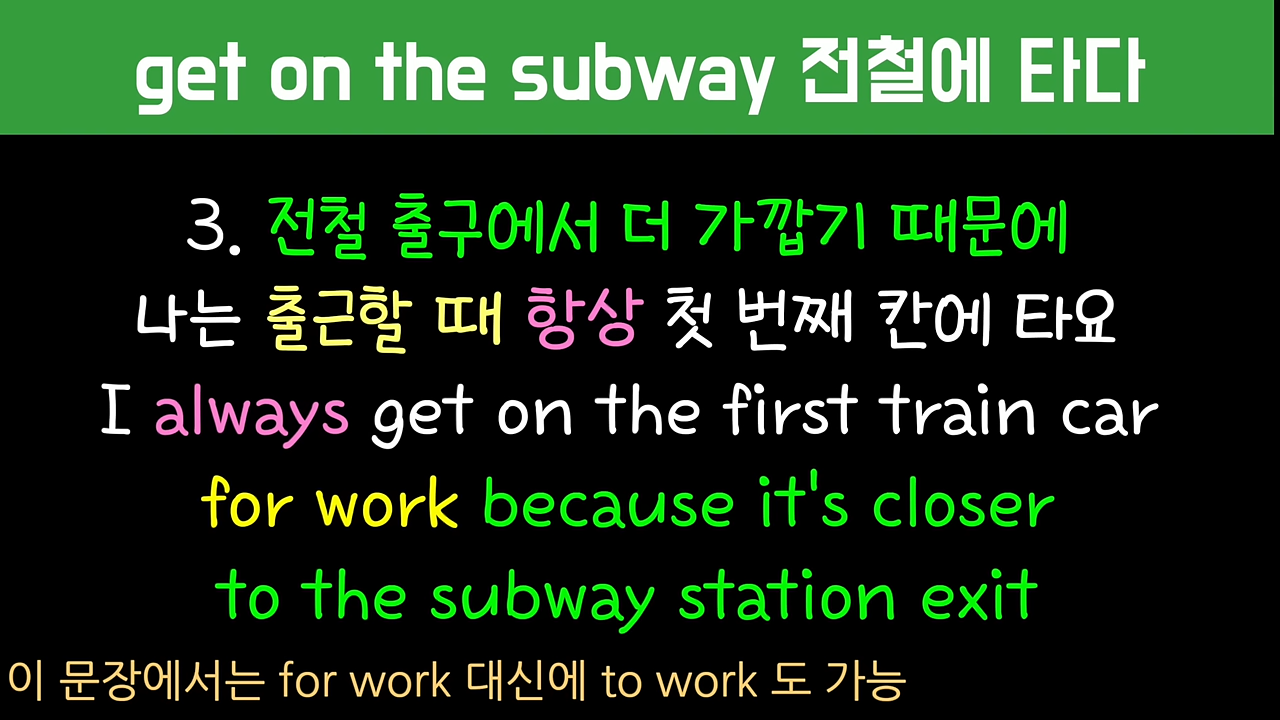 get on the subway 전철에 타다
3. 전철 출구에서 더 가깝기 때문에
나는 출근할 때 항상 첫 번째 칸에 타요
I always get on the first train car
for work because it's closer
to the subway station exit
이 문장에서는 for work 대신에 to work 도 가능